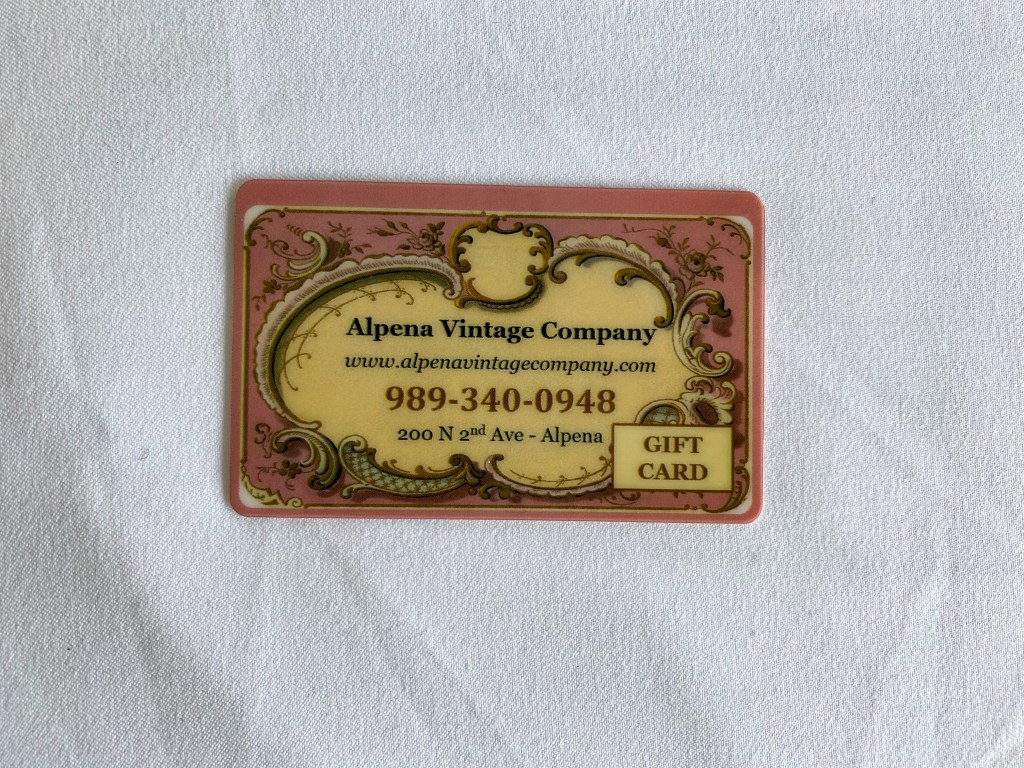 Alpena Vintage Company
www.alpenavintagecompany.com
989-340-0948
200 N 2nd Ave - Alpena
GIFT
CARD